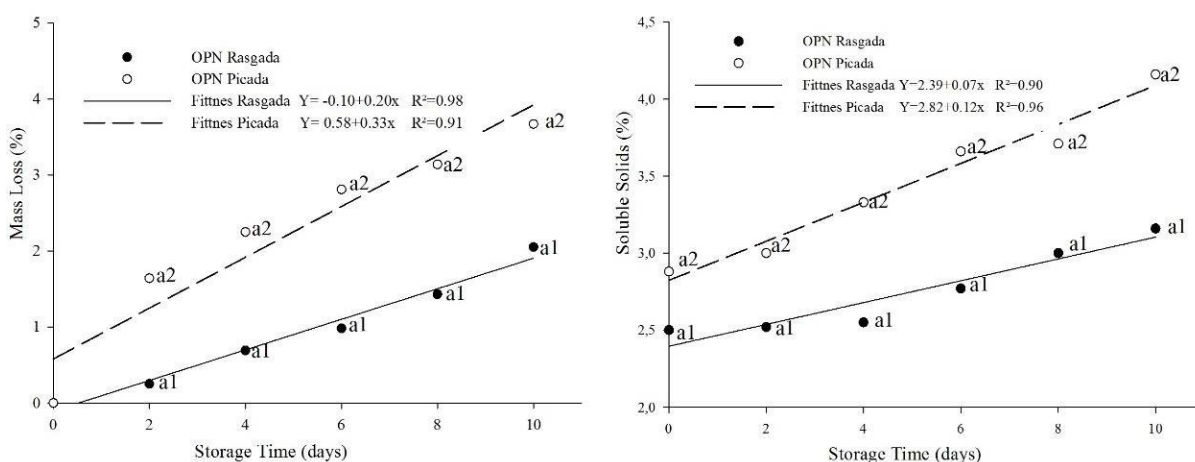 5
4
3
2
1
0
Mass Loss (%)
OPN Rasgada
OPN Picada
Fittnes Rasgada Y= -0.10+0.20x R²=0.98
Fittnes Picada Y= 0.58+0.33x R²=0.91
a2
a2
a2
a2
a2
a1
a1
a1
a1
a1
0 2 4 6 8 10
Storage Time (days)
4,5
4,0
3,5
3,0
2,5
2,0
Soluble Solids (%)
OPN Rasgada
OPN Picada
Fittnes Rasgada Y=2.39+0.07x R²=0.90
Fittnes Picada Y=2.82+0.12x R²=0.96
a2
a2
a2
a2
a2
a2
a1
a1
a1
a1
a1
a1
0 2 4 6 8 10
Storage Time (days)